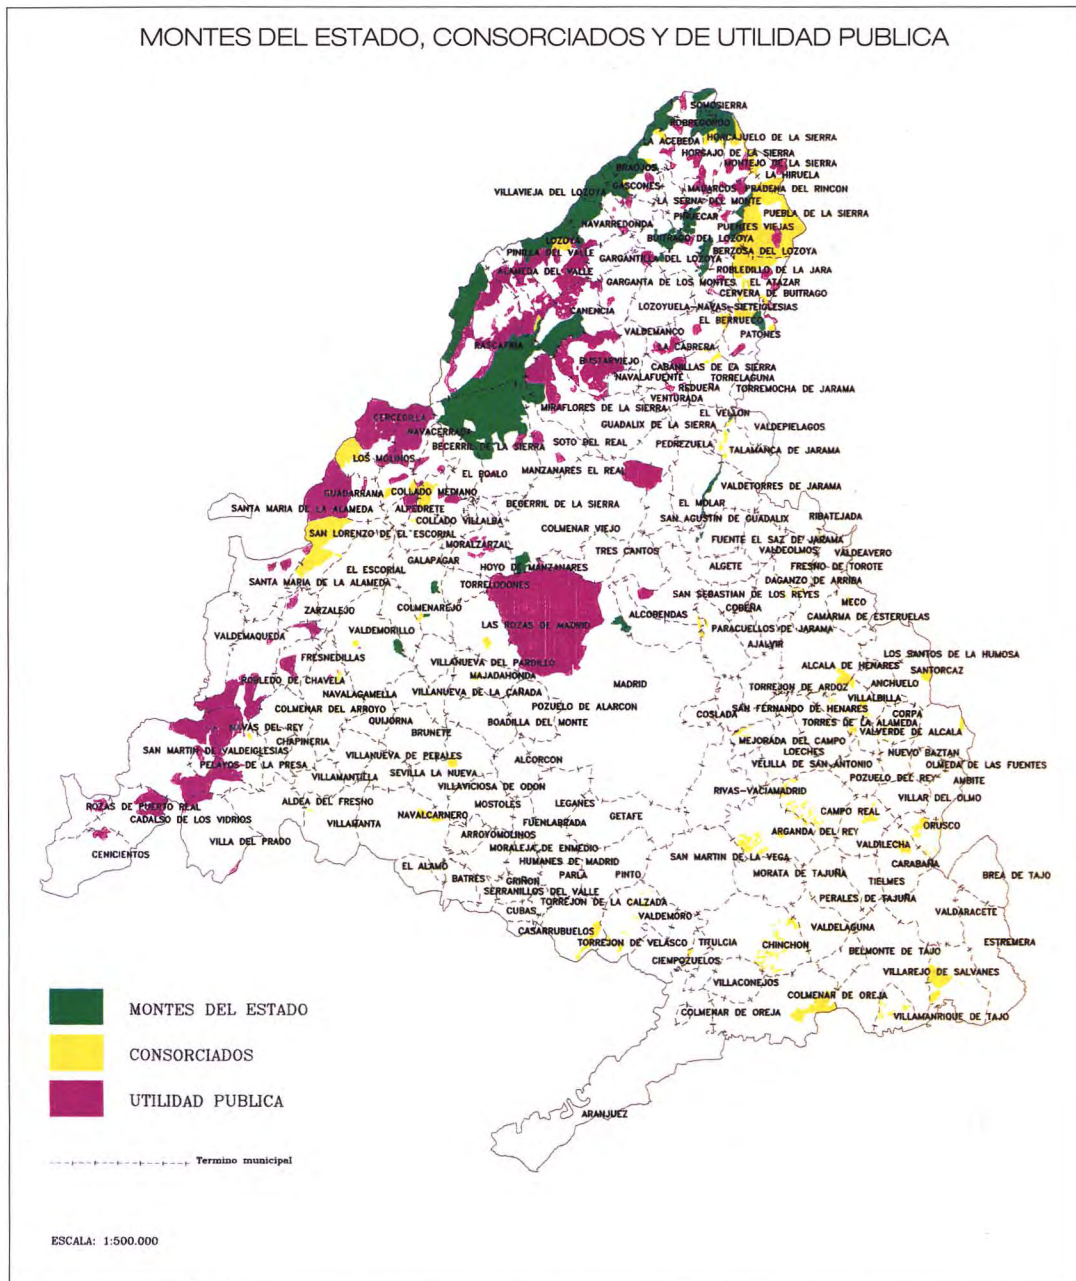 MONTES DEL ESTADO, CONSORCIADOS Y DE UTILIDAD PUBLICA
SOMOSIERRA
ROBREGORDO
HORCAJUELO DE LA SIERRA
LA ACEBEDA
HORCAJO DE LA SIERRA
MONTEJO DE LA SIERRA
BRAOJOS
LA HIRUELA
GASCONES
MADARCOS
PRADENA DEL RINCON
VILLAVIEJA DEL LOZOYA
LA SERNA DEL MONTE
PIÑUECAR
PUEBLA DE LA SIERRA
NAVARREDONDA
PUENTES VIEJAS
LOZOYA
BUITRAGO DEL LOZOYA
PINILLA DEL VALLE
BERZOSA DEL LOZOYA
GARGANTILLA DEL LOZOYA
ALAMEDA DEL VALLE
ROBLEDILLO DE LA JARA
GARGANTA DE LOS MONTES
EL ATAZAR
CERVERA DE BUITRAGO
CANENCIA
LOZOYUELA-NAVAS-SIETEIGLESIAS
EL BERRUECO
VALDEMANCO
PATONES
RASCAFRIA
LA CABRERA
BUSTARVIEJO
CABANILLAS DE LA SIERRA
NAVALAFUENTE
TORRELAGUNA
REDUEÑA
TORREMOCHA DE JARAMA
VENTURADA
MIRAFLORES DE LA SIERRA
EL VELLON
CERCEDILLA
GUADALIX DE LA SIERRA
VALDEPIELAGOS
NAVACERRADA
BECERRIL DE LA SIERRA
SOTO DEL REAL
PEDREZUELA
TALAMANCA DE JARAMA
LOS MOLINOS
EL BOALO
MANZANARES EL REAL
VALDETORRES DE JARAMA
GUADARRAMA
COLLADO MEDIANO
SANTA MARIA DE LA ALAMEDA
ALPEDRETE
BECERRIL DE LA SIERRA
EL MOLAR
COLLADO VILLALBA
SAN AGUSTIN DE GUADALIX
RIBATEJADA
SAN LORENZO DE EL ESCORIAL
COLMENAR VIEJO
FUENTE EL SAZ DE JARAMA
MORALZARZAL
TRES CANTOS
VALDEOLMOS
VALDEAVERO
GALAPAGAR
EL ESCORIAL
HOYO DE MANZANARES
ALGETE
FRESNO DE TOROTE
SANTA MARIA DE LA ALAMEDA
TORRELODONES
DAGANZO DE ARRIBA
SAN SEBASTIAN DE LOS REYES
MECO
ZARZALEJO
COLMENAREJO
ALCOBENDAS
COBEÑA
CAMARMA DE ESTERUELAS
VALDEMAQUEDA
VALDEMORILLO
LAS ROZAS DE MADRID
PARACUELLOS DE JARAMA
AJALVIR
FRESNEDILLAS
VILLANUEVA DEL PARDILLO
LOS SANTOS DE LA HUMOSA
ALCALA DE HENARES
SANTORCAZ
ROBLEDO DE CHAVELA
MAJADAHONDA
MADRID
ANCHUELO
NAVALAGAMELLA
VILLANUEVA DE LA CAÑADA
TORREJON DE ARDOZ
VILLALBILLA
COLMENAR DEL ARROYO
POZUELO DE ALARCON
COSLADA
SAN FERNANDO DE HENARES
CORPA
NAVAS DEL REY
QUIJORNA
BOADILLA DEL MONTE
TORRES DE LA ALAMEDA
VALVERDE DE ALCALA
CHAPINERIA
BRUNETE
MEJORADA DEL CAMPO
SAN MARTIN DE VALDEIGLESIAS
LOECHES
NUEVO BAZTAN
PELAYOS DE LA PRESA
VILLANUEVA DE PERALES
ALCORCON
VELILLA DE SAN ANTONIO
OLMEDA DE LAS FUENTES
VILLAMANTILLA
SEVILLA LA NUEVA
POZUELO DEL REY
AMBITE
VILLAVICIOSA DE ODON
RIVAS-VACIAMADRID
VILLAR DEL OLMO
ROZAS DE PUERTO REAL
ALDEA DEL FRESNO
MOSTOLES
LEGANES
CADALSO DE LOS VIDRIOS
NAVALCARNERO
GETAFE
CAMPO REAL
VILLAMANTA
FUENLABRADA
ORUSCO
ARROYOMOLINOS
ARGANDA DEL REY
VILLA DEL PRADO
MORALEJA DE ENMEDIO
VALDILECHA
CENICIENTOS
HUMANES DE MADRID
SAN MARTIN DE LA VEGA
CARABAÑA
EL ALAMO
BATRES
GRIÑON
PARLA
PINTO
MORATA DE TAJUÑA
TIELMES
BREA DE TAJO
SERRANILLOS DEL VALLE
TORREJON DE LA CALZADA
PERALES DE TAJUÑA
CUBAS
VALDEMORO
VALDARACETE
CASARRUBUELOS
VALDELAGUNA
TORREJON DE VELASCO
TITULCIA
CHINCHON
ESTREMERA
CIEMPOZUELOS
BELMONTE DE TAJO
VILLAREJO DE SALVANES
VILLACONEJOS
COLMENAR DE OREJA
COLMENAR DE OREJA
VILLAMANRIQUE DE TAJO
MONTES DEL ESTADO
CONSORCIADOS
UTILIDAD PUBLICA
ARANJUEZ
Termino municipal
ESCALA: 1:500.000